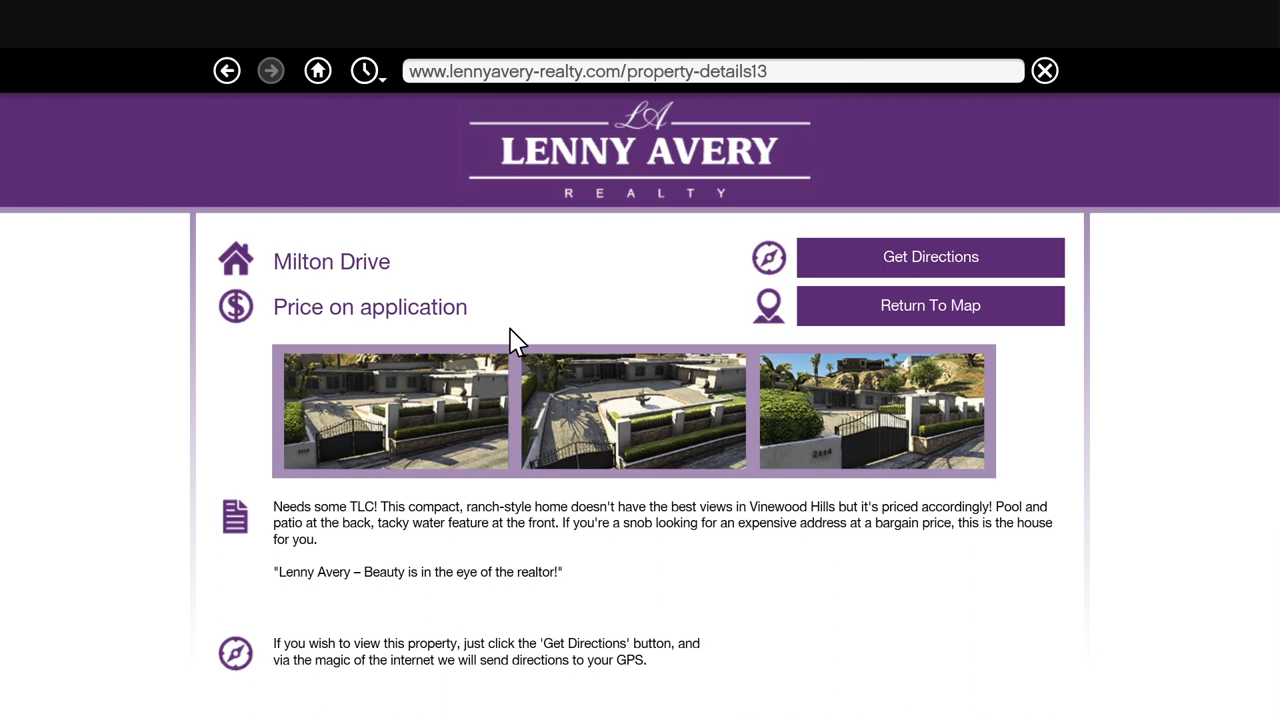 www.lennyavery-realty.com/property-details13
LA
LENNY AVERY
REALTY
Milton Drive
Get Directions
Price on application
Return To Map
Needs some TLC! This compact, ranch-style home doesn't have the best views in Vinewood Hills but it's priced accordingly! Pool and
patio at the back, tacky water feature at the front. If you're a snob looking for an expensive address at a bargain price, this is the house
for you.
"Lenny Avery – Beauty is in the eye of the realtor!"
If you wish to view this property, just click the 'Get Directions' button, and
via the magic of the internet we will send directions to your GPS.